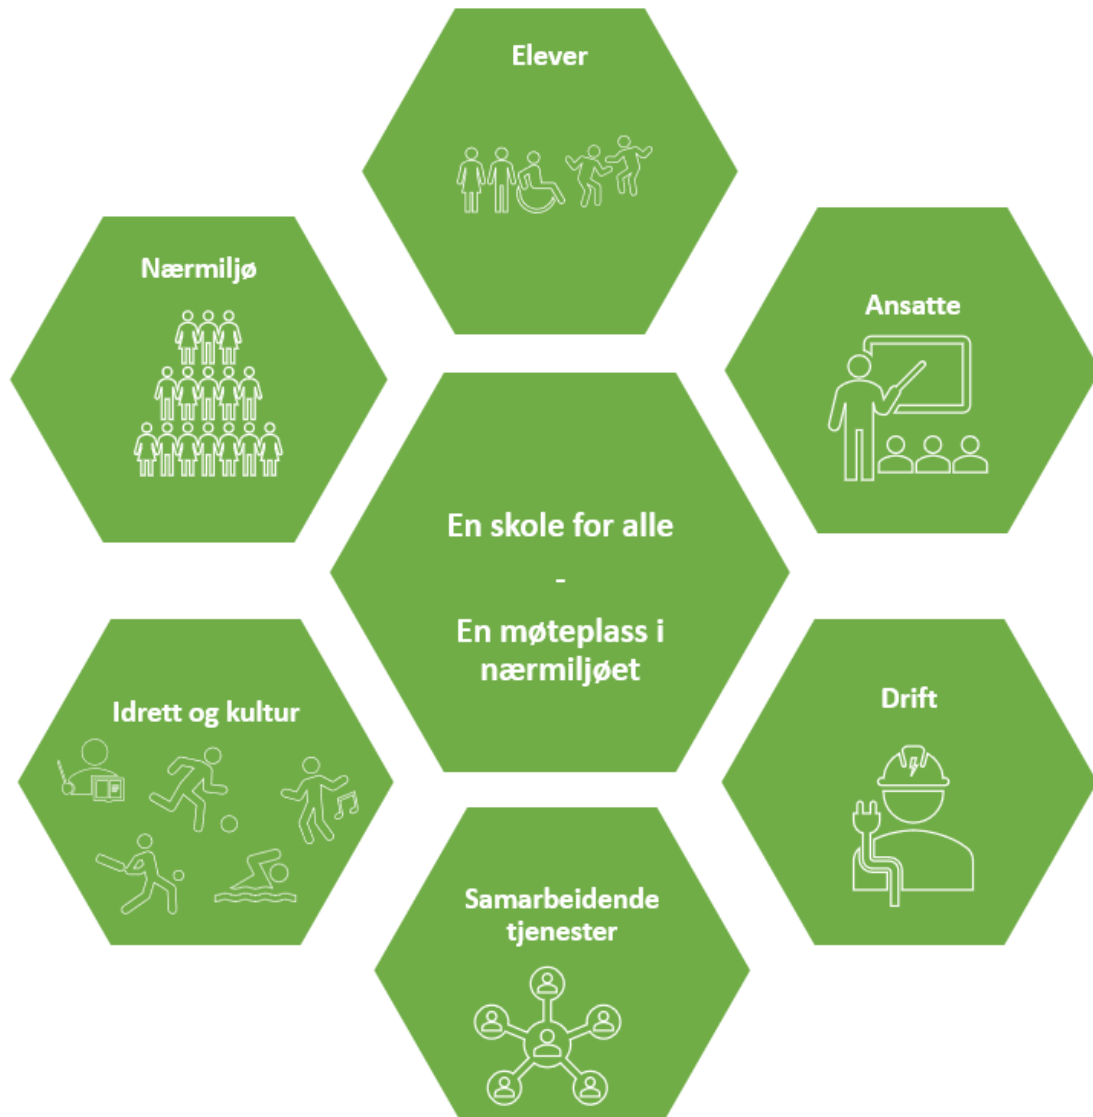 Elever
Nærmiljø
Ansatte
En skole for alle
-
En møteplass i
nærmiljøet
Idrett og kultur
Drift
Samarbeidende
tjenester